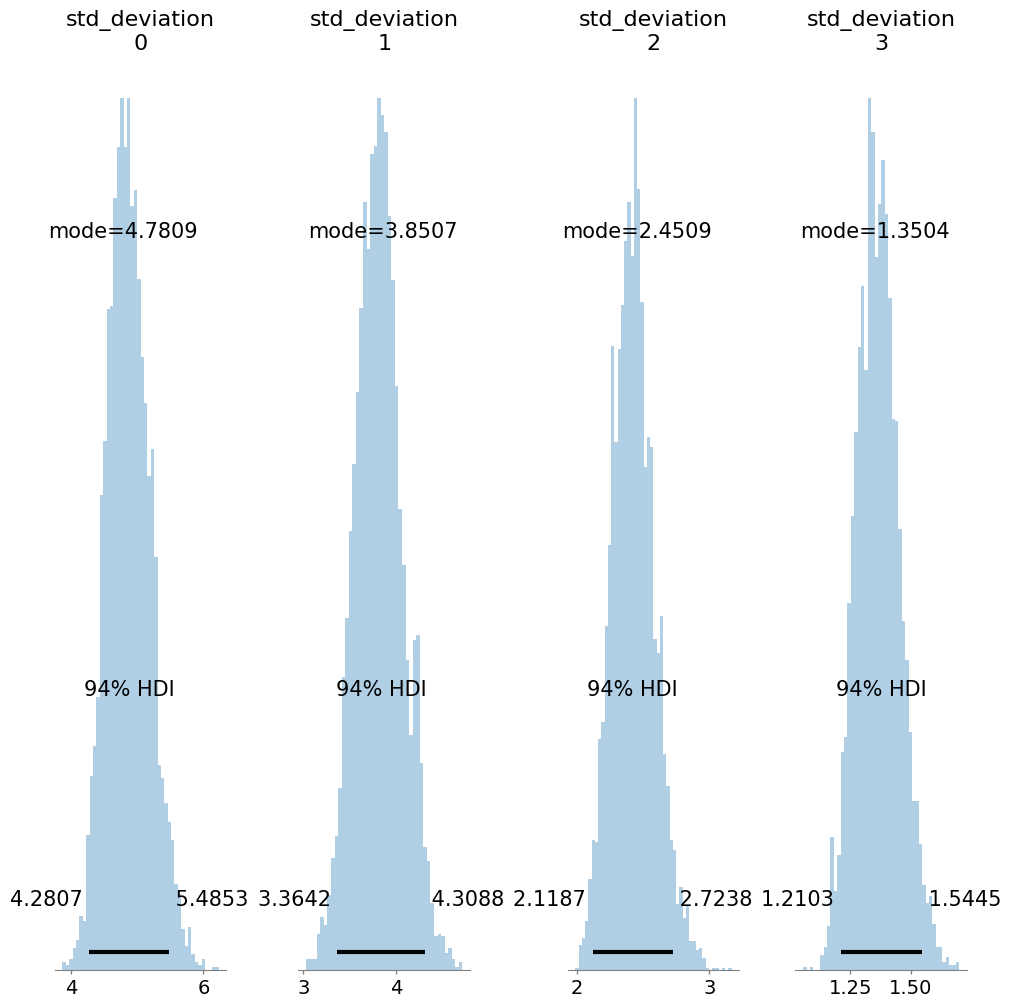 std_deviation
0
std_deviation
1
std_deviation
2
std_deviation
3
mode=4.7809
mode=3.8507
mode=2.4509
mode=1.3504
94% HDI
94% HDI
94% HDI
94% HDI
4.2807
5.4853
3.3642
4.3088
2.1187
2.7238
1.2103
1.5445
4
6
3
4
2
3
1.25
1.50